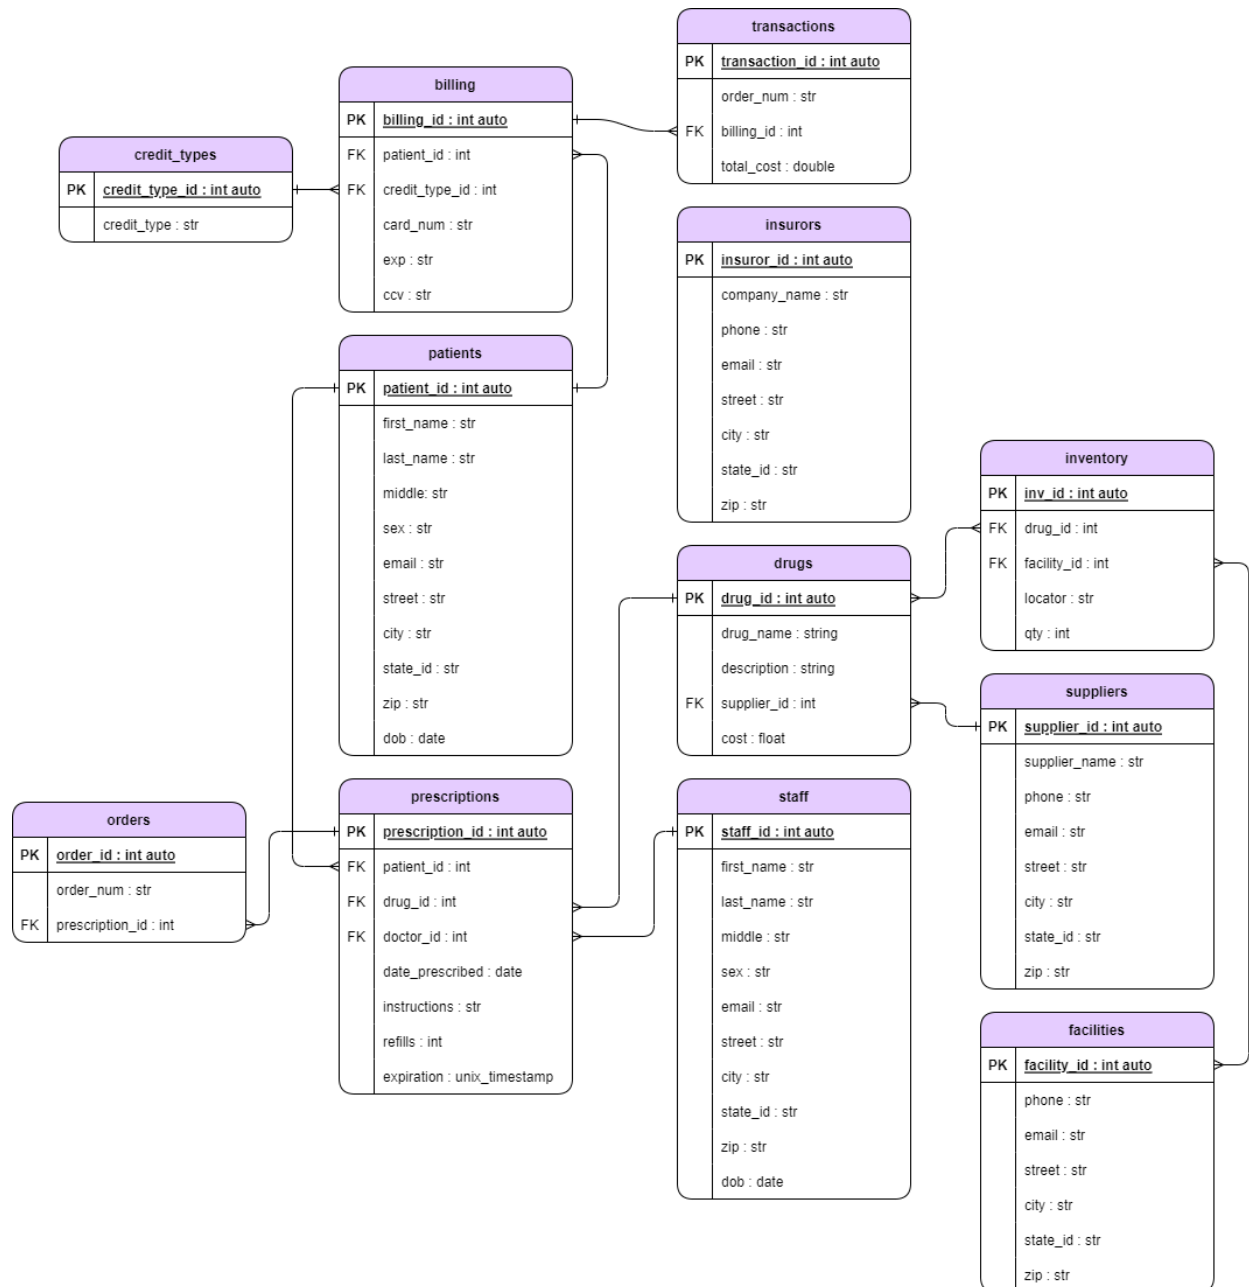 transactions
PK transaction_id : int auto
order_num : str
FK billing_id : int
total_cost : double
billing
PK billing_id : int auto
FK patient_id : int
FK credit_type_id : int
card_num : str
exp : str
ccv : str
credit_types
PK credit_type_id : int auto
credit_type : str
insurors
PK insuror_id : int auto
company_name : str
phone : str
email : str
street : str
city : str
state_id : str
zip : str
patients
PK patient_id : int auto
first_name : str
last_name : str
middle: str
sex : str
email : str
street : str
city : str
state_id : str
zip : str
dob : date
inventory
PK inv_id : int auto
FK drug_id : int
FK facility_id : int
locator : str
qty : int
drugs
PK drug_id : int auto
drug_name : string
description : string
FK supplier_id : int
cost : float
suppliers
PK supplier_id : int auto
supplier_name : str
phone : str
email : str
street : str
city : str
state_id : str
zip : str
orders
PK order_id : int auto
order_num : str
FK prescription_id : int
prescriptions
PK prescription_id : int auto
FK patient_id : int
FK drug_id : int
FK doctor_id : int
date_prescribed : date
instructions : str
refills : int
expiration : unix_timestamp
staff
PK staff_id : int auto
first_name : str
last_name : str
middle : str
sex : str
email : str
street : str
city : str
state_id : str
zip : str
dob : date
facilities
PK facility_id : int auto
phone : str
email : str
street : str
city : str
state_id : str
zip : str